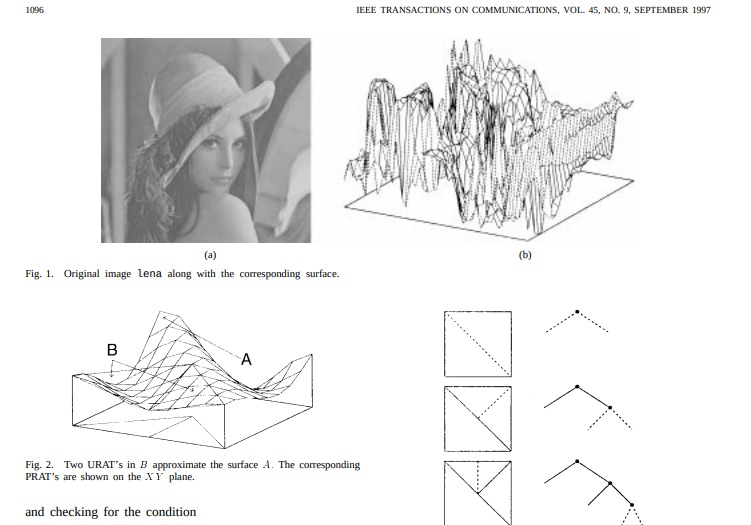 1096
IEEE TRANSACTIONS ON COMMUNICATIONS, VOL. 45, NO. 9, SEPTEMBER 1997
(a)
(b)
Fig. 1. Original image lena along with the corresponding surface.
B
A
Fig. 2. Two URAT's in B approximate the surface A. The corresponding
PRAT's are shown on the XY plane.
and checking for the condition